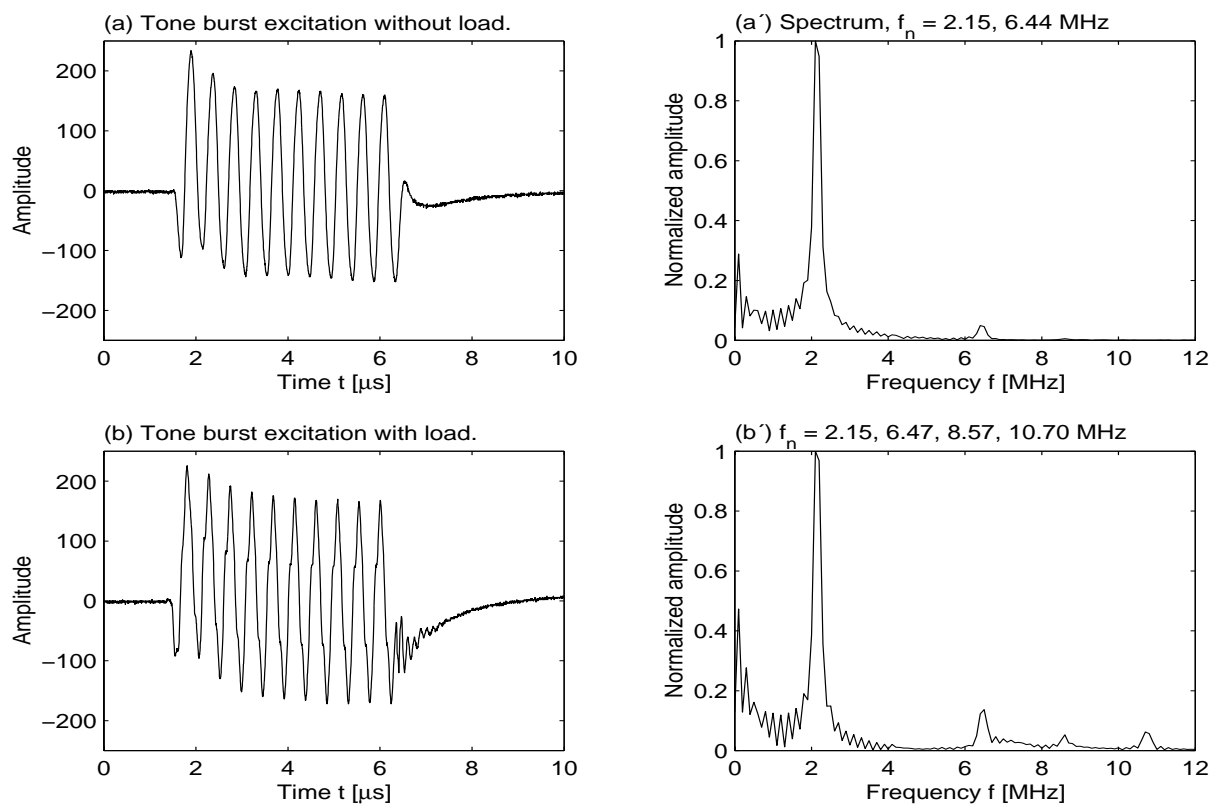 (a) Tone burst excitation without load.
200
100
0
−100
−200
Amplitude
0 2 4 6 8 10
Time t [μs]
(a´) Spectrum, f_n = 2.15, 6.44 MHz
1
0.8
0.6
0.4
0.2
0
Normalized amplitude
0 2 4 6 8 10 12
Frequency f [MHz]
(b) Tone burst excitation with load.
200
100
0
−100
−200
Amplitude
0 2 4 6 8 10
Time t [μs]
(b´) f_n = 2.15, 6.47, 8.57, 10.70 MHz
1
0.8
0.6
0.4
0.2
0
Normalized amplitude
0 2 4 6 8 10 12
Frequency f [MHz]